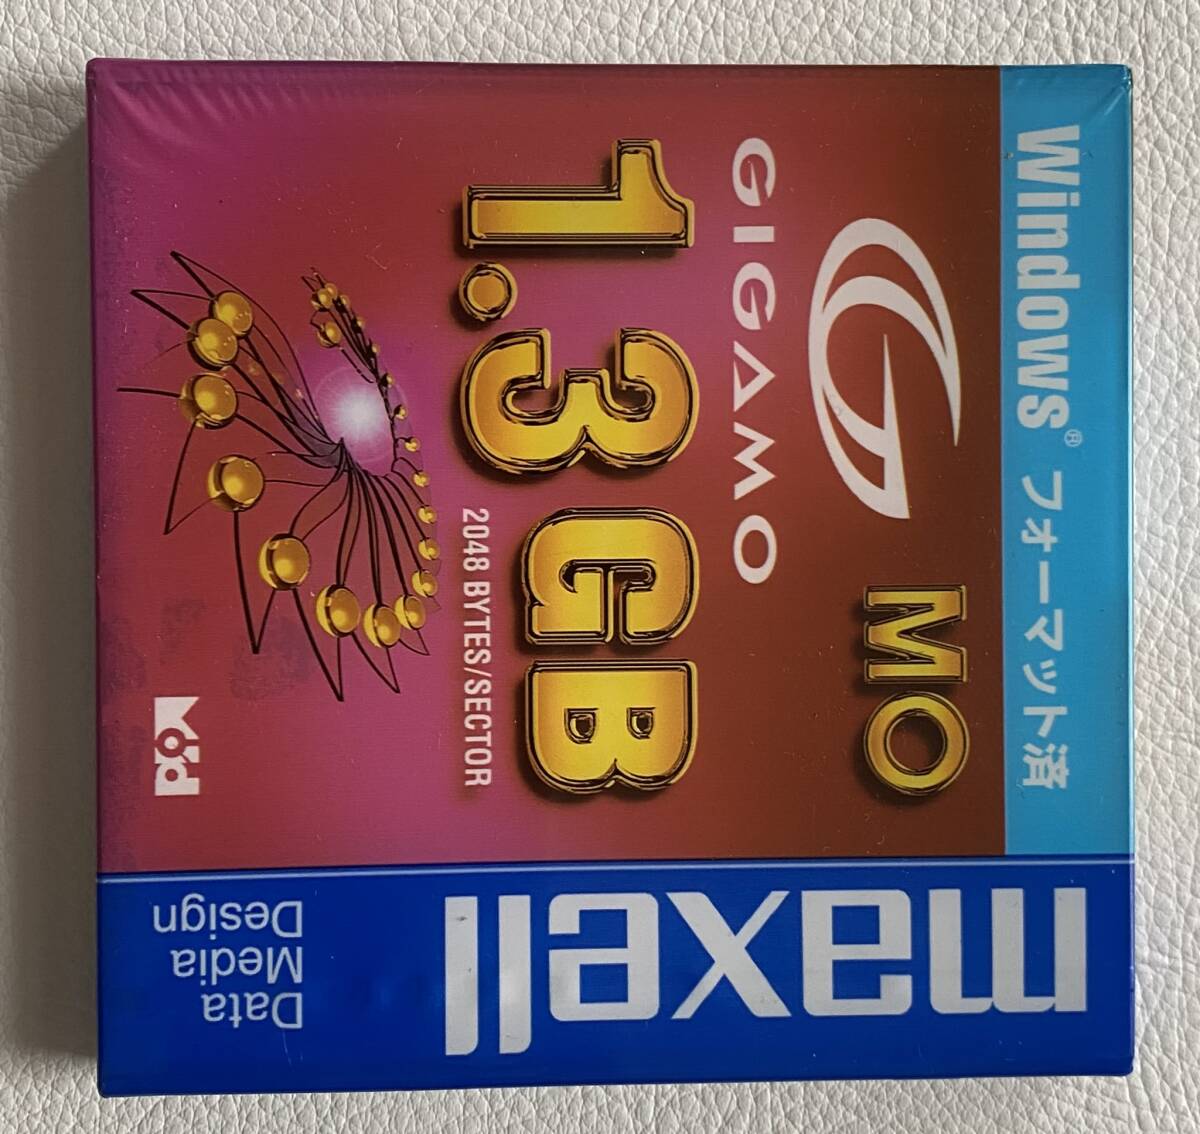 Windows® フォーマット済
MO
GIGAMO
1.3GB
2048 BYTES/SECTOR
maxell
Data
Media
Design